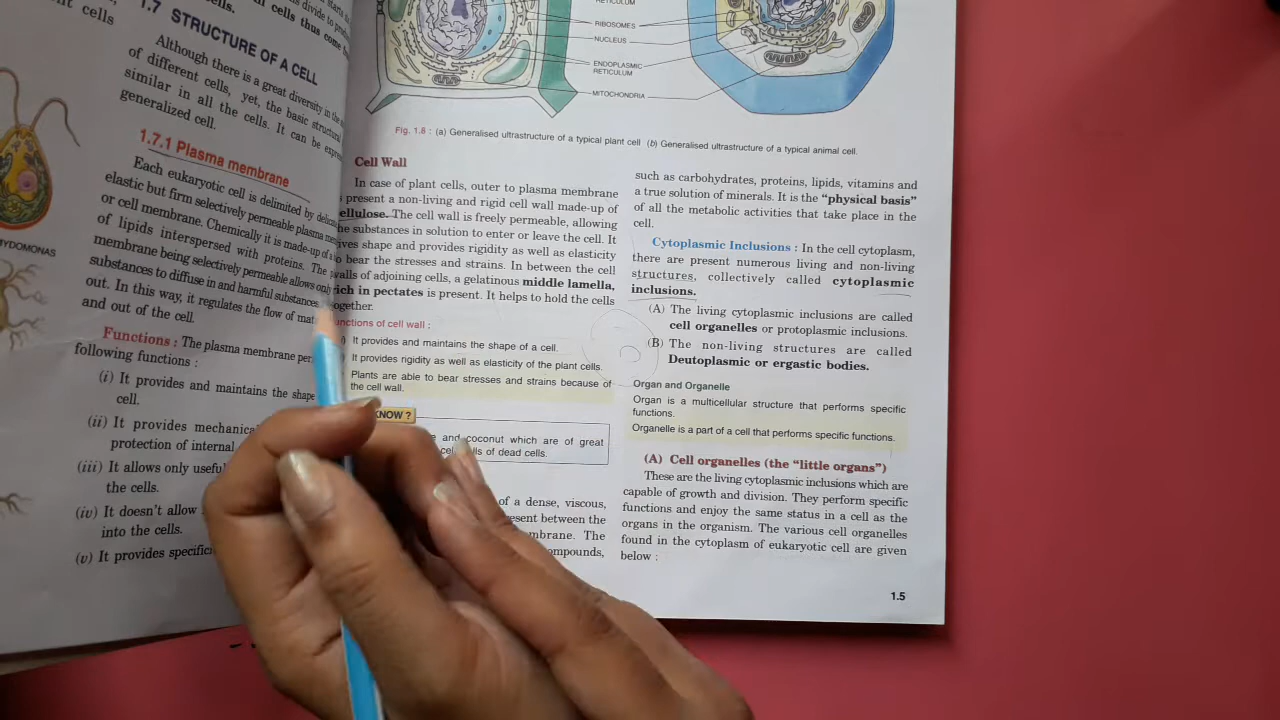 nt cells
cells.
cells thus come
divide to
1.7 STRUCTURE OF A CELL
Although there is a great diversity in the
of different cells, yet, the basic structural
similar in all the cells. It can be
generalized cell.
1.7.1 Plasma membrane
Each eukaryotic cell is delimited by
elastic but firm selectively permeable plasma
or cell membrane. Chemically it is made-up of
of lipids interspersed with proteins. The
membrane being selectively permeable allows only
substances to diffuse in and harmful substances
out. In this way, it regulates the flow of
and out of the cell.
Functions : The plasma membrane
following functions :
(i) It provides and maintains the shape
cell.
(ii) It provides
protection of internal
(iii) It allows only
the cells.
(iv) It doesn't allow
into the cells.
(v) It provides
RIBOSOMES
NUCLEUS
ENDOPLASMIC
RETICULUM
MITOCHONDRIA
Fig. 1.8 : (a) Generalised ultrastructure of a typical plant cell (b) Generalised ultrastructure of a typical animal cell.
Cell Wall
In case of plant cells, outer to plasma membrane
present a non-living and rigid cell wall made-up of
cellulose. The cell wall is freely permeable, allowing
the substances in solution to enter or leave the cell. It
gives shape and provides rigidity as well as elasticity
to bear the stresses and strains. In between the cell
walls of adjoining cells, a gelatinous middle lamella,
rich in pectates is present. It helps to hold the cells
together.
functions of cell wall :
It provides and maintains the shape of a cell.
It provides rigidity as well as elasticity of the plant cells.
Plants are able to bear stresses and strains because of
the cell wall.
KNOW ?
and coconut which are of great
of dead cells.
of a dense, viscous,
between the
The
such as carbohydrates, proteins, lipids, vitamins and
a true solution of minerals. It is the "physical basis"
of all the metabolic activities that take place in the
cell.
Cytoplasmic Inclusions : In the cell cytoplasm,
there are present numerous living and non-living
structures, collectively called cytoplasmic
inclusions.
(A) The living cytoplasmic inclusions are called
cell organelles or protoplasmic inclusions.
(B) The non-living structures are called
Deutoplasmic or ergastic bodies.
Organ and Organelle
Organ is a multicellular structure that performs specific
functions.
Organelle is a part of a cell that performs specific functions.
(A) Cell organelles (the "little organs")
These are the living cytoplasmic inclusions which are
capable of growth and division. They perform specific
functions and enjoy the same status in a cell as the
organs in the organism. The various cell organelles
found in the cytoplasm of eukaryotic cell are given
below :
1.5